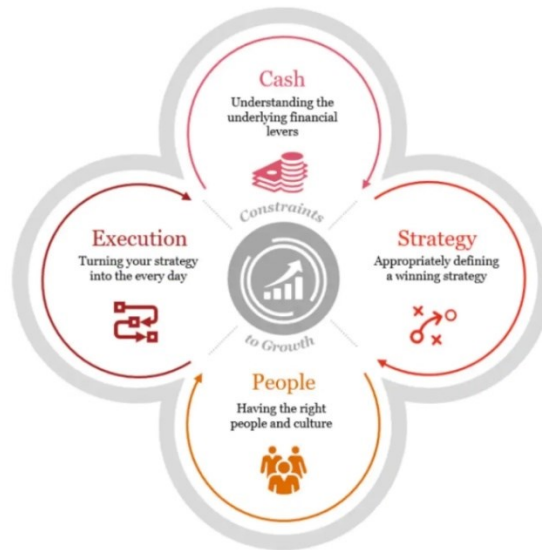 Cash
Understanding the
underlying financial
levers
Constraints
Execution
Turning your strategy
into the every day
Strategy
Appropriately defining
a winning strategy
to Growth
People
Having the right
people and culture